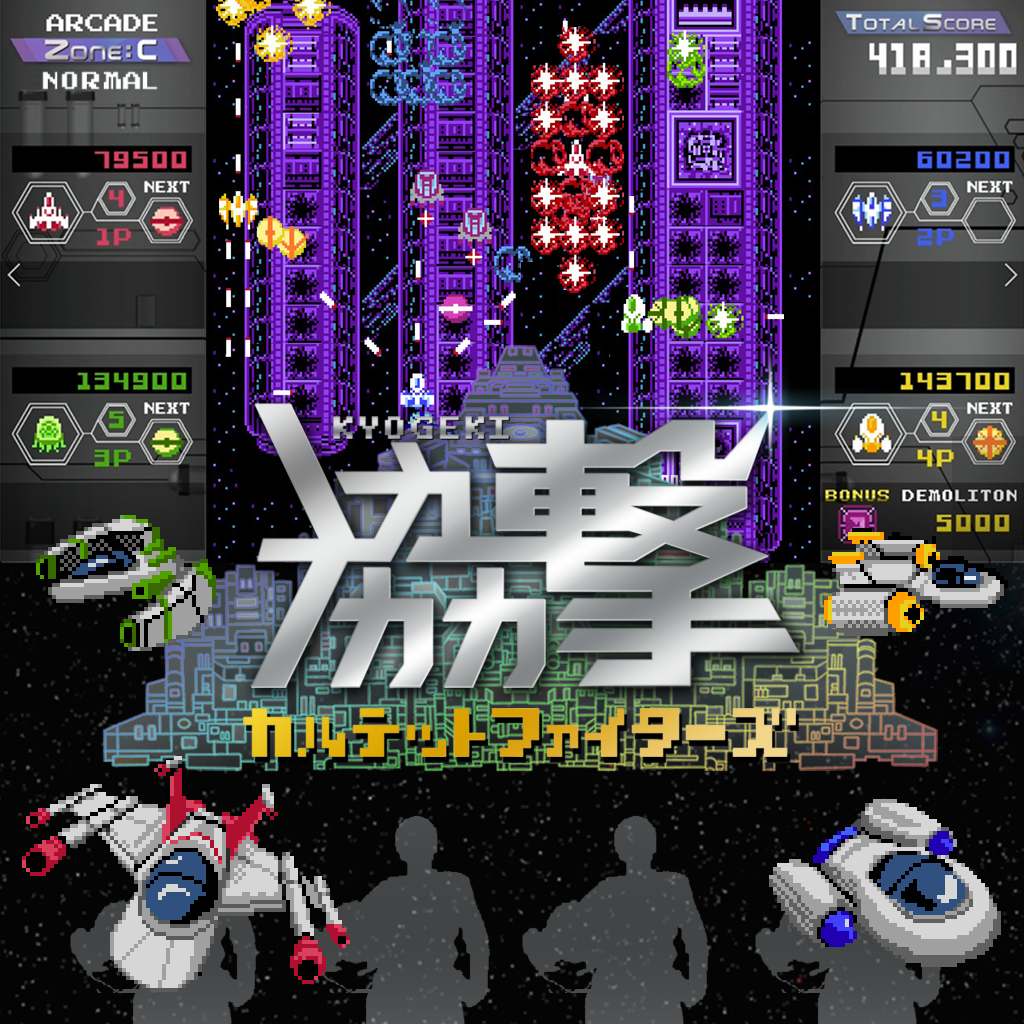 ARCADE
Zone:C
NORMAL
79500
NEXT
4
1P
134900
NEXT
5
3P
TOTAL SCORE
418.300
60200
NEXT
3
2P
143700
NEXT
4
4P
BONUS DEMOLITON
5000
KYOGEKI
協撃
カルテットファイターズ